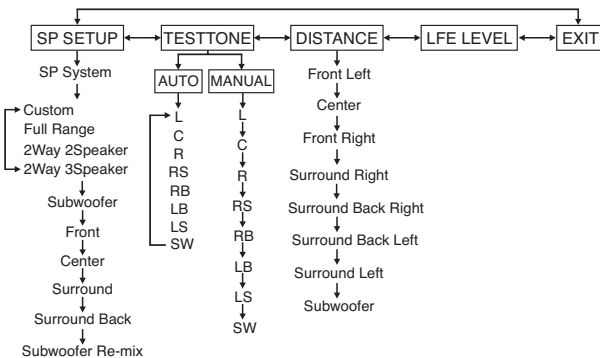 SP SETUP
TESTTONE
DISTANCE
LFE LEVEL
EXIT
SP System
Custom
Full Range
2Way 2Speaker
2Way 3Speaker
Subwoofer
Front
Center
Surround
Surround Back
Subwoofer Re-mix
AUTO
L
C
R
RS
RB
LB
LS
SW
MANUAL
L
C
R
RS
RB
LB
LS
SW
Front Left
Center
Front Right
Surround Right
Surround Back Right
Surround Back Left
Surround Left
Subwoofer